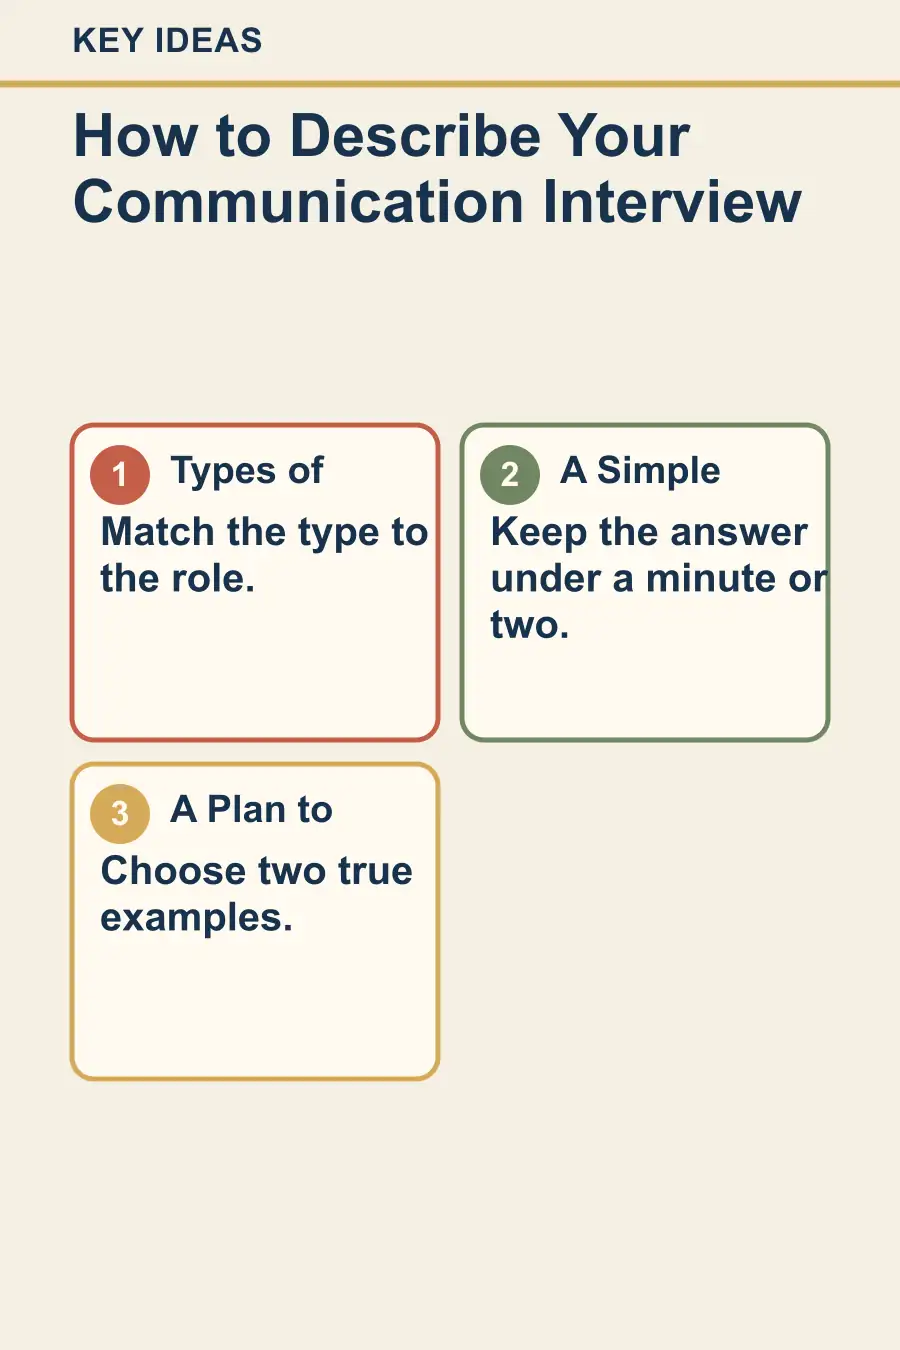 KEY IDEAS
How to Describe Your
Communication Interview
1 Types of
Match the type to
the role.
2 A Simple
Keep the answer
under a minute or
two.
3 A Plan to
Choose two true
examples.